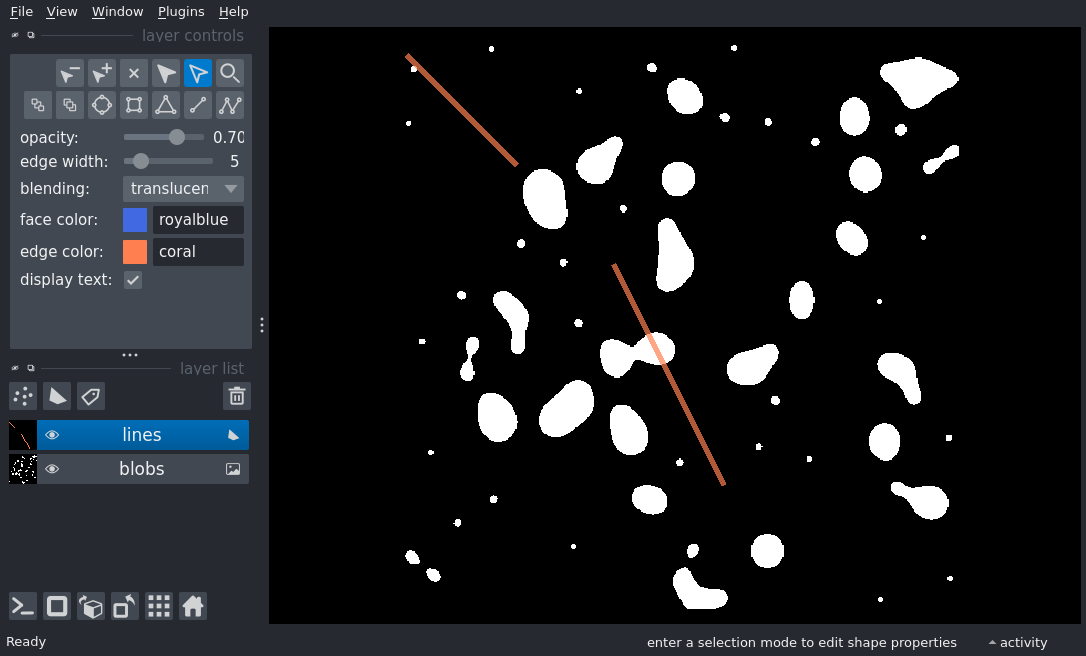 File View Window Plugins Help
layer controls
opacity: 0.70
edge width: 5
blending: translucen
face color: royalblue
edge color: coral
display text:
layer list
lines
blobs
Ready enter a selection mode to edit shape properties activity